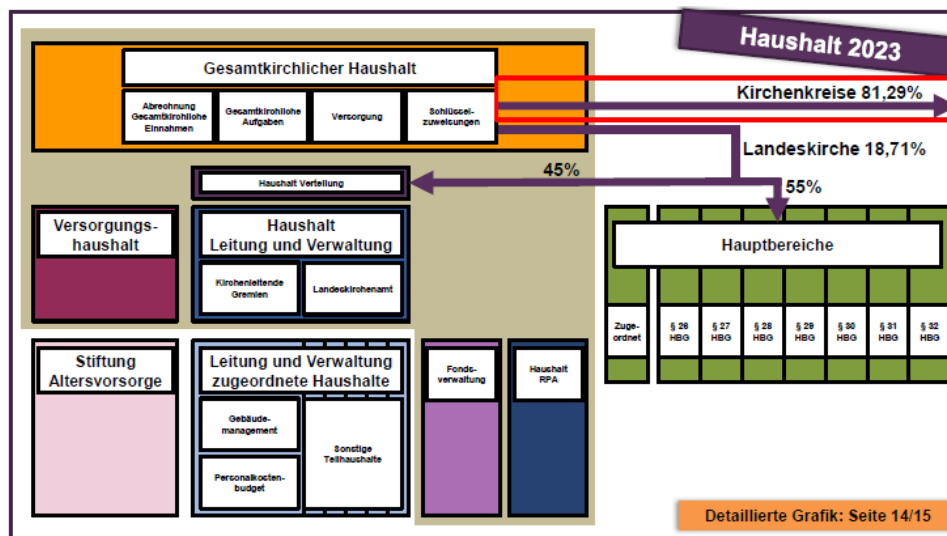 Haushalt 2023
Gesamtkirchlicher Haushalt
Abrechnung
Gesamtkirchliche
Einnahmen
Gesamtkirchliche
Aufgaben
Versorgung
Schlüssel-
zuweisungen
Kirchenkreise 81,29%
Landeskirche 18,71%
45%
55%
Haushalt Verteilung
Versorgungs-
haushalt
Haushalt
Leitung und Verwaltung
Kirchenleitende
Gremien
Landeskirchenamt
Hauptbereiche
Zuge-
ordnet
§ 26
HBG
§ 27
HBG
§ 28
HBG
§ 29
HBG
§ 30
HBG
§ 31
HBG
§ 32
HBG
Stiftung
Altersvorsorge
Leitung und Verwaltung
zugeordnete Haushalte
Gebäude-
management
Personalkosten-
budget
Sonstige
Teilhaushalte
Fonds-
verwaltung
Haushalt
RPA
Detaillierte Grafik: Seite 14/15